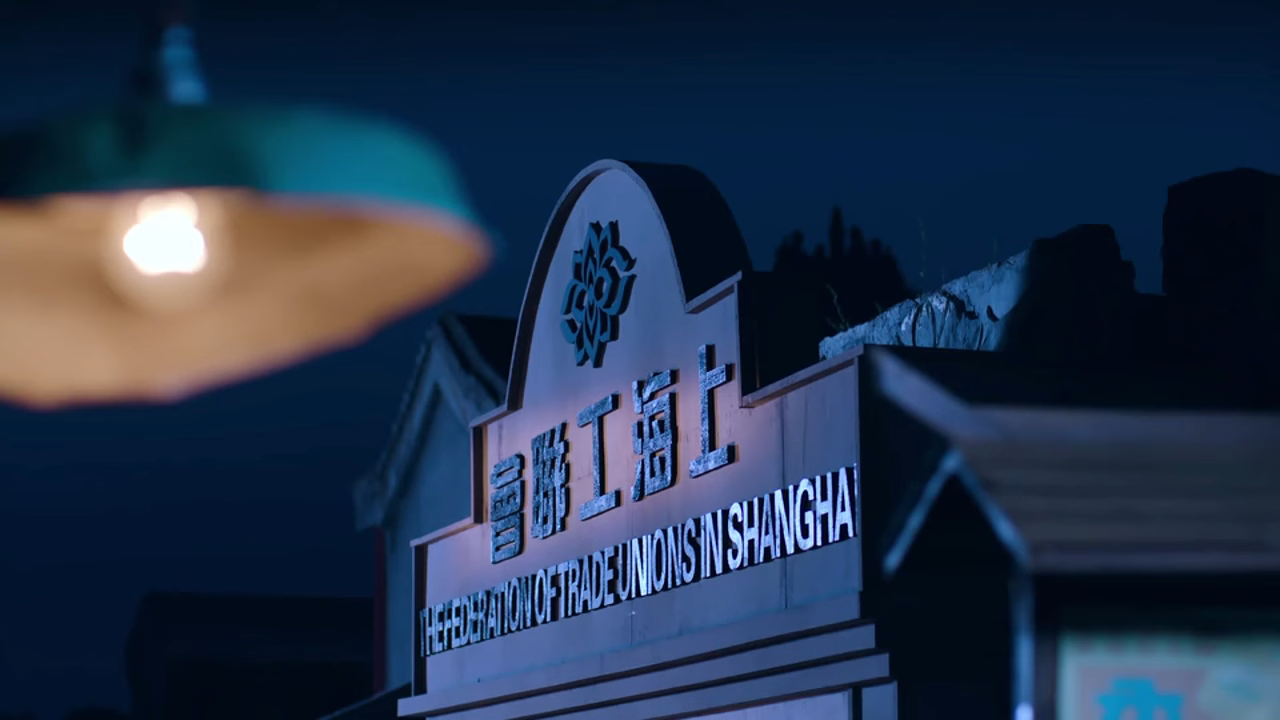 上海工聯會
THE FEDERATION OF TRADE UNIONS IN SHANGHAI